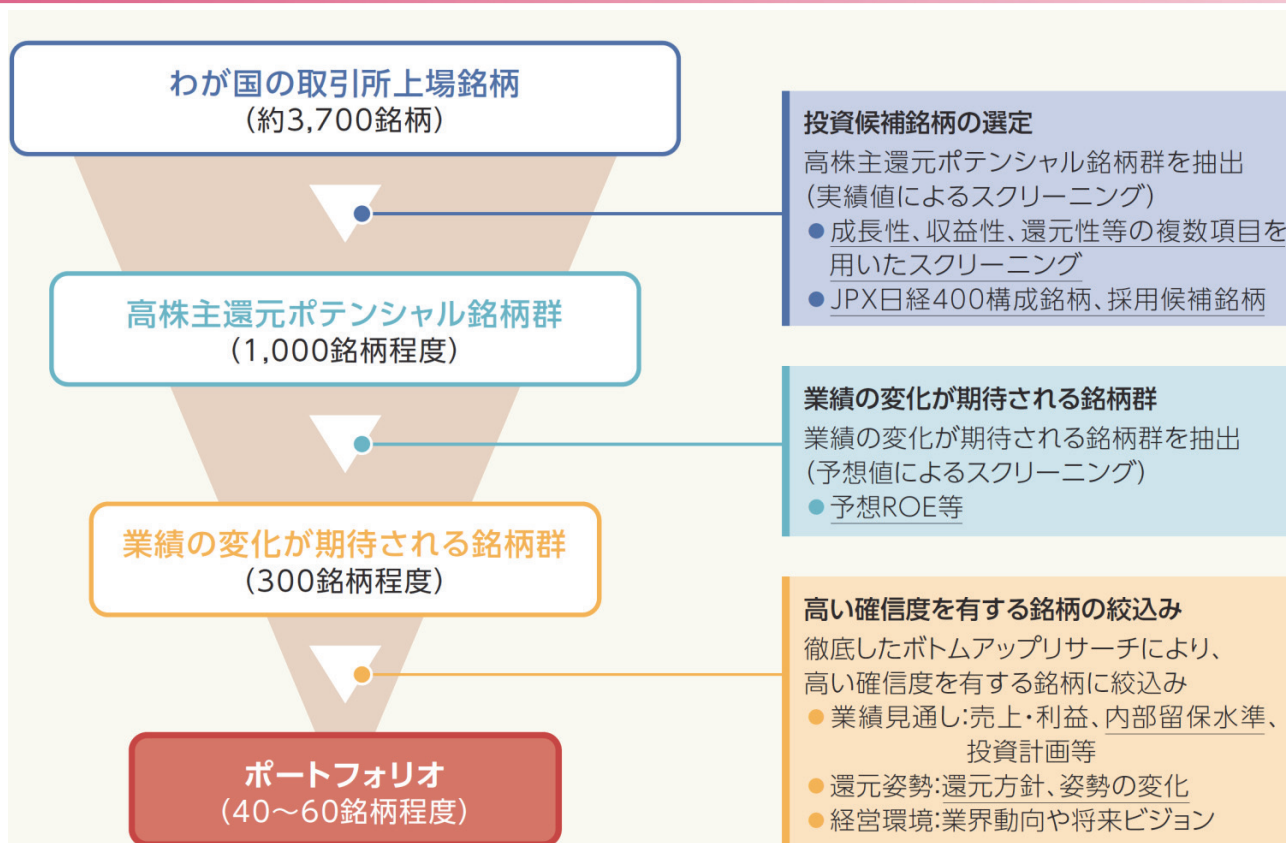 わが国の取引所上場銘柄
(約3,700銘柄)
高株主還元ポテンシャル銘柄群
(1,000銘柄程度)
業績の変化が期待される銘柄群
(300銘柄程度)
ポートフォリオ
(40〜60銘柄程度)
投資候補銘柄の選定
高株主還元ポテンシャル銘柄群を抽出
(実績値によるスクリーニング)
●成長性、収益性、還元性等の複数項目を
用いたスクリーニング
●JPX日経400構成銘柄、採用候補銘柄
業績の変化が期待される銘柄群
業績の変化が期待される銘柄群を抽出
(予想値によるスクリーニング)
●予想ROE等
高い確信度を有する銘柄の絞込み
徹底したボトムアップリサーチにより、
高い確信度を有する銘柄に絞込み
●業績見通し:売上・利益、内部留保水準、
投資計画等
●還元姿勢:還元方針、姿勢の変化
●経営環境:業界動向や将来ビジョン